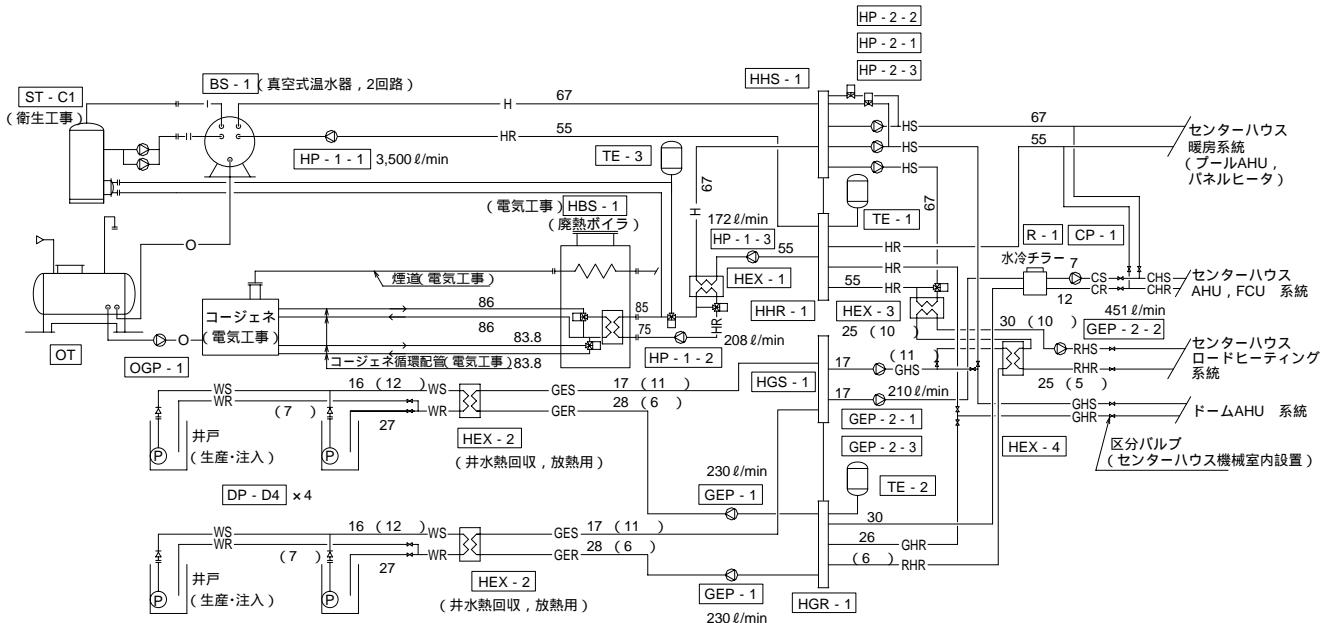 HP - 2 - 2
HP - 2 - 1
HP - 2 - 3
ST - C1
(衛生工事)
BS - 1
(真空式温水器，2回路)
H
67
HHS - 1
HR
55
HP - 1 - 1
3,500 ℓ/min
TE - 3
HS
67
HS
HS
55
センターハウス
暖房系統
(プールAHU，
パネルヒータ)
67
H
67
TE - 1
(電気工事)
HBS - 1
(廃熱ボイラ)
172 ℓ/min
HP - 1 - 3
55
HEX - 1
HHR - 1
HR
HR
55
HR
HEX - 3
R - 1
CP - 1
水冷チラー
7
CS
CR
12
CHS
CHR
センターハウス
AHU，FCU 系統
451 ℓ/min
GEP - 2 - 2
O
煙道(電気工事)
コージェネ
(電気工事)
86
86
83.8
83.8
コージェネ循環配管(電気工事)
85
75
HR
HP - 1 - 2
208 ℓ/min
OT
O
OGP - 1
25 (10 )
30 (10 )
RHS
RHR
25 ( 5 )
センターハウス
ロードヒーティング
系統
HGS - 1
17
(11 )
GHS
17
210 ℓ/min
GEP - 2 - 1
GEP - 2 - 3
HEX - 4
GHS
GHR
ドームAHU 系統
区分バルブ
(センターハウス機械室内設置)
WS
16 (12 )
WS
GES
17 (11 )
WR
( 7 )
27
WR
GER
28 ( 6 )
HEX - 2
(井水熱回収，放熱用)
P
井戸
(生産・注入)
P
230 ℓ/min
GEP - 1
TE - 2
DP - D4
×4
30
26
GHR
( 6 )
RHR
WS
16 (12 )
WS
GES
17 (11 )
WR
( 7 )
27
WR
GER
28 ( 6 )
HEX - 2
(井水熱回収，放熱用)
P
井戸
(生産・注入)
P
GEP - 1
230 ℓ/min
HGR - 1